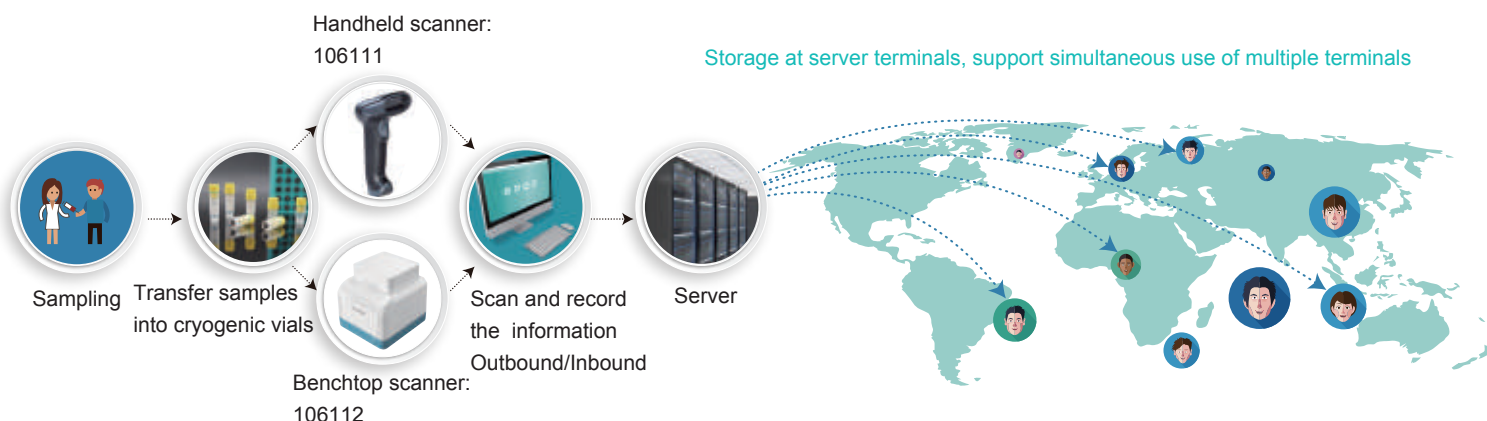 Handheld scanner:
106111
Storage at server terminals, support simultaneous use of multiple terminals
Sampling
Transfer samples
into cryogenic vials
Scan and record
the information
Outbound/Inbound
Server
Benchtop scanner:
106112